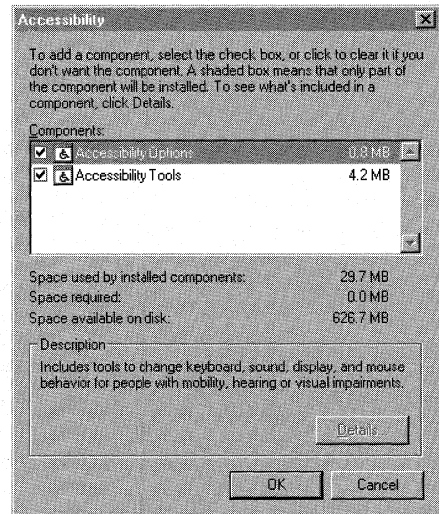 Accessibility
To add a component, select the check box, or click to clear it if you
don't want the component. A shaded box means that only part of
the component will be installed. To see what's included in a
component, click Details.
Components:
Accessibility Options 0.8 MB
Accessibility Tools 4.2 MB
Space used by installed components: 29.7 MB
Space required: 0.0 MB
Space available on disk: 626.7 MB
Description
Includes tools to change keyboard, sound, display, and mouse
behavior for people with mobility, hearing or visual impairments.
Details...
OK Cancel